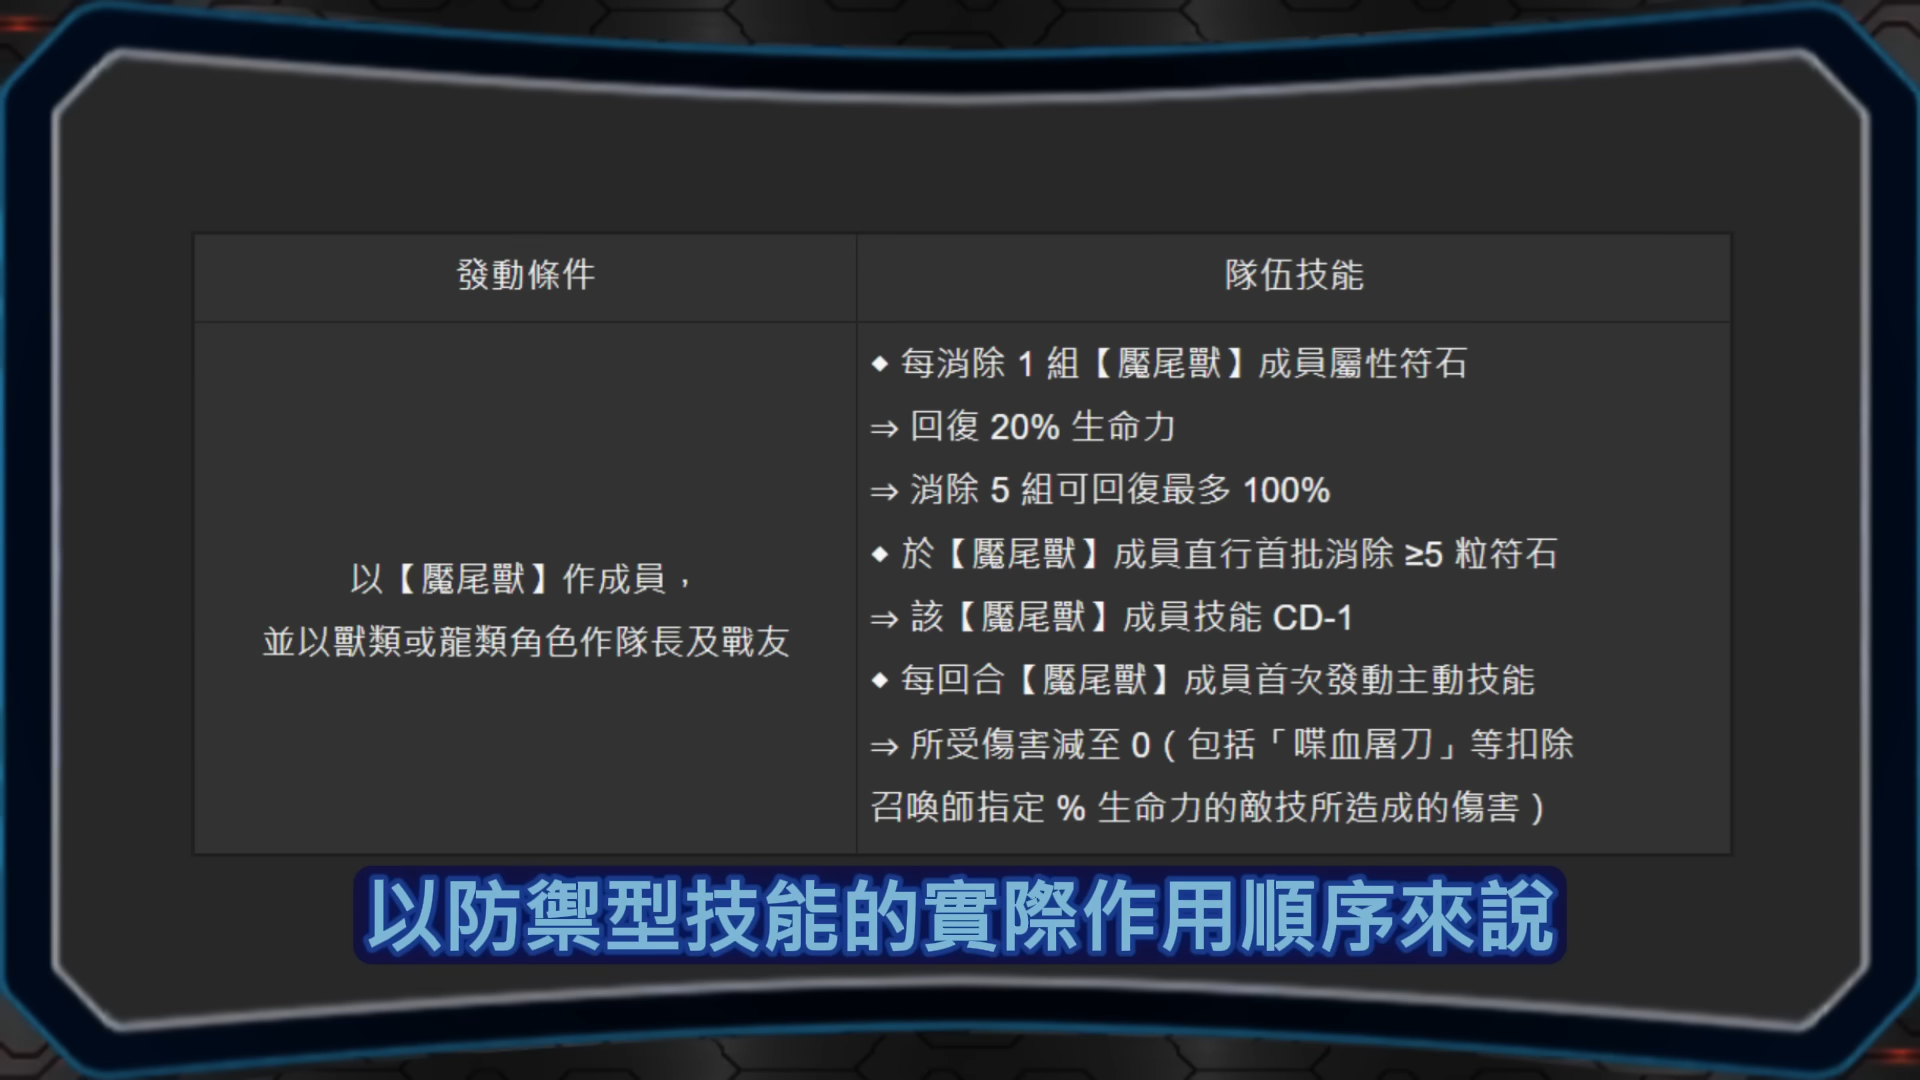 發動條件
隊伍技能
以【魘尾獸】作成員，
並以獸類或龍類角色作隊長及戰友
◆ 每消除 1 組【魘尾獸】成員屬性符石
⇒ 回復 20% 生命力
⇒ 消除 5 組可回復最多 100%
◆ 於【魘尾獸】成員直行首批消除 ≥5 粒符石
⇒ 該【魘尾獸】成員技能 CD-1
◆ 每回合【魘尾獸】成員首次發動主動技能
⇒ 所受傷害減至 0 ( 包括「喋血屠刀」等扣除
召喚師指定 % 生命力的敵技所造成的傷害 )
以防禦型技能的實際作用順序來說